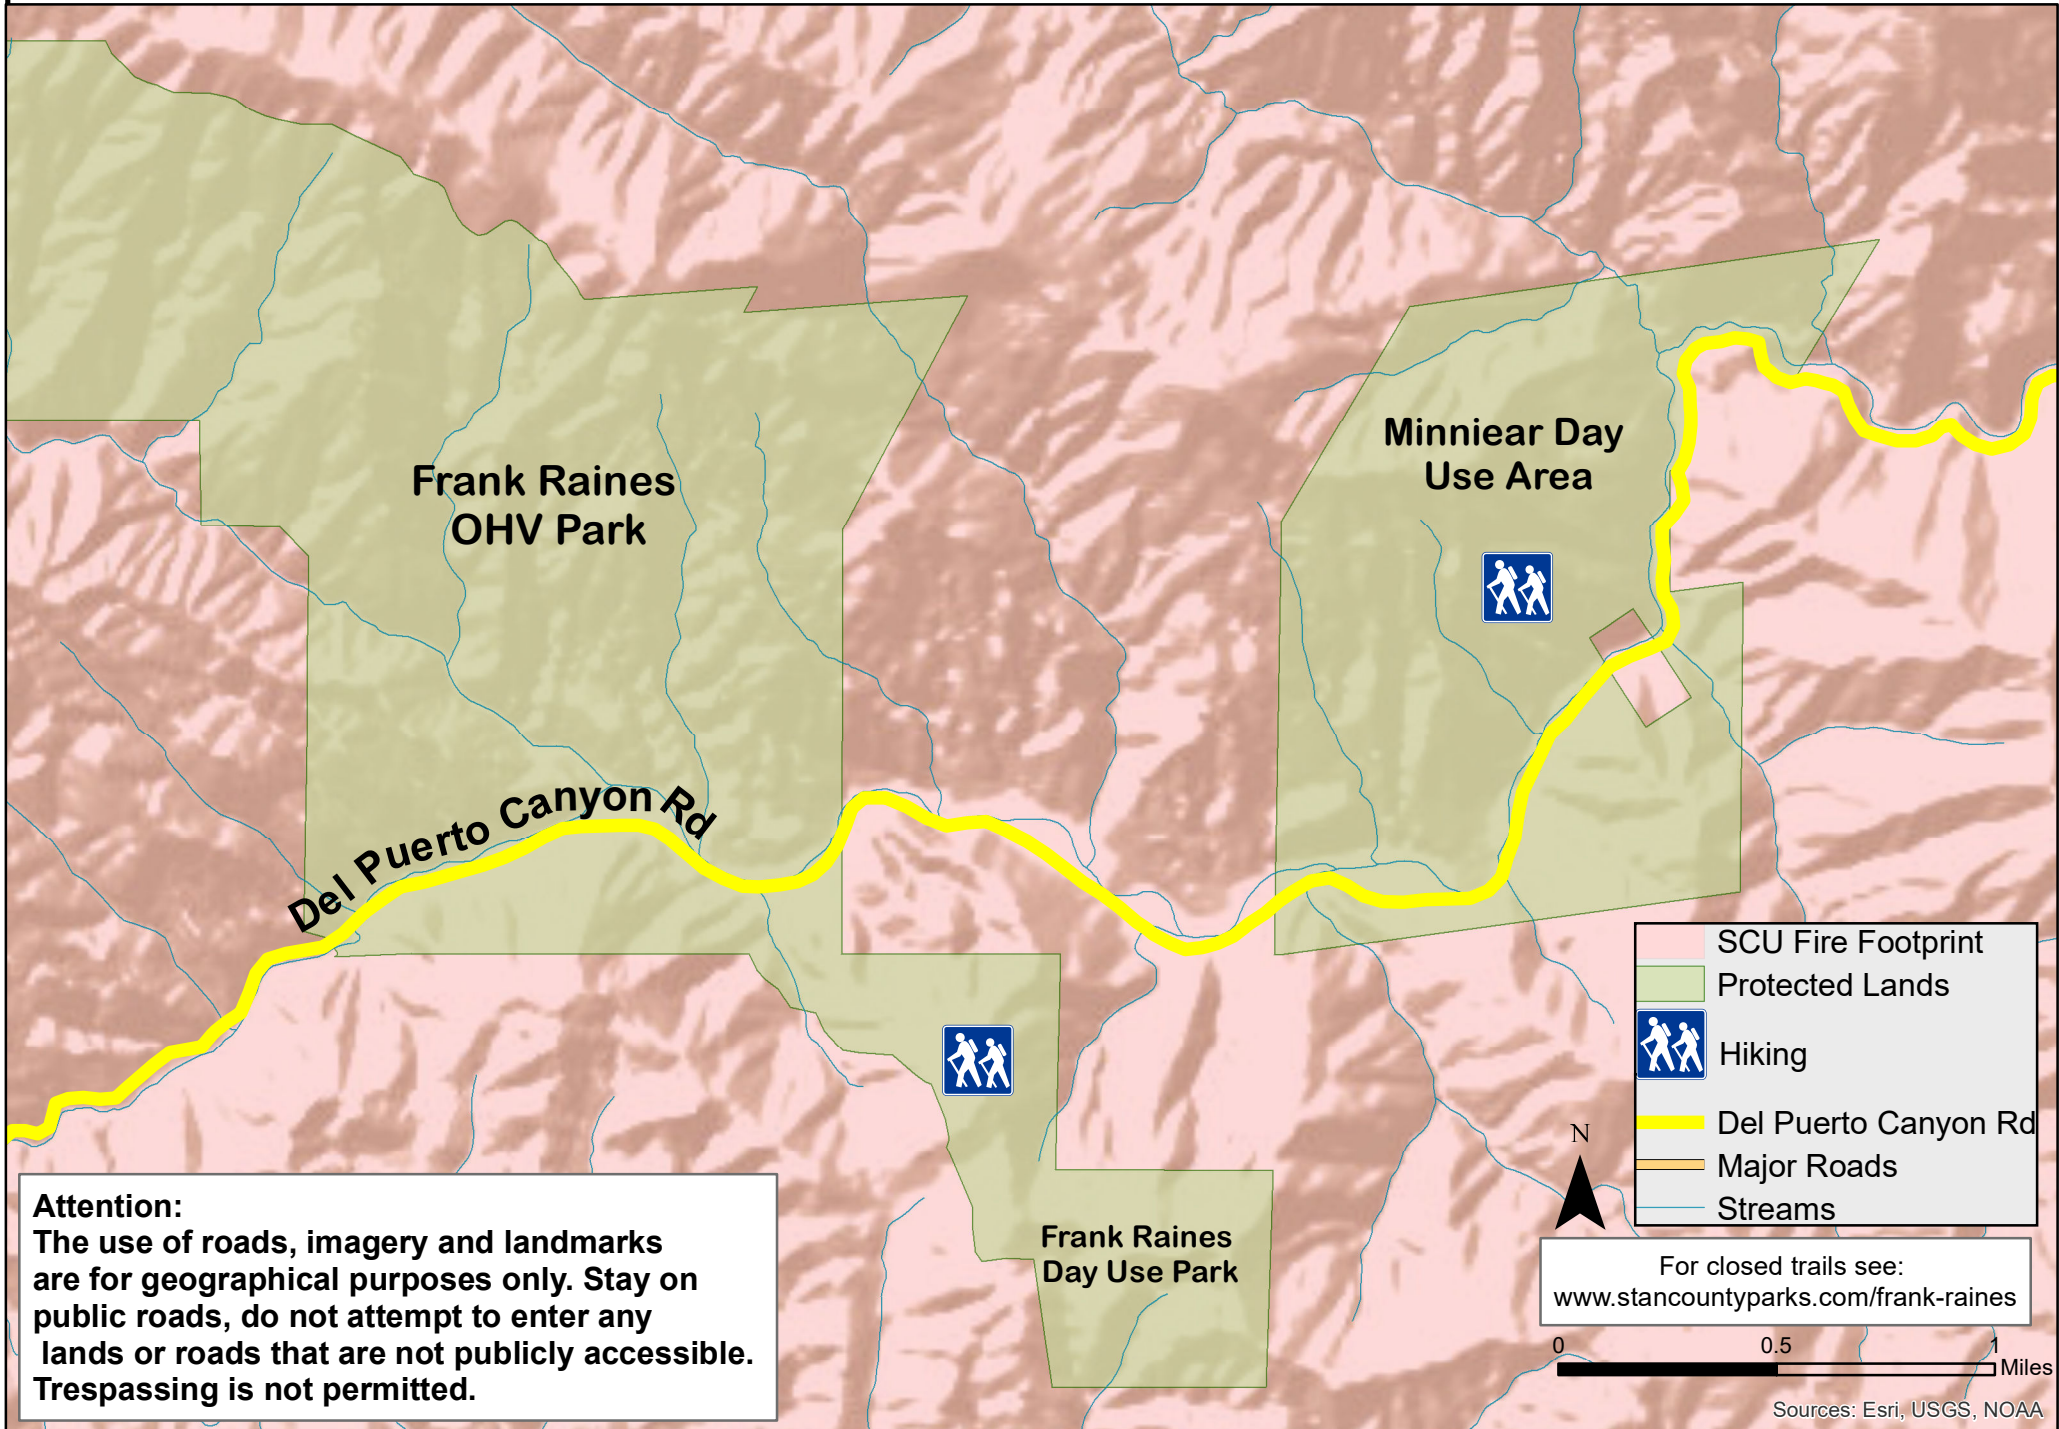 Minniear Day
Use Area
Frank Raines
OHV Park
Del Puerto Canyon Rd
SCU Fire Footprint
Protected Lands
Hiking
Del Puerto Canyon Rd
Major Roads
Streams
N
Attention:
The use of roads, imagery and landmarks
are for geographical purposes only. Stay on
public roads, do not attempt to enter any
lands or roads that are not publicly accessible.
Trespassing is not permitted.
Frank Raines
Day Use Park
For closed trails see:
www.stancountyparks.com/frank-raines
0 0.5 1
Miles
Sources: Esri, USGS, NOAA